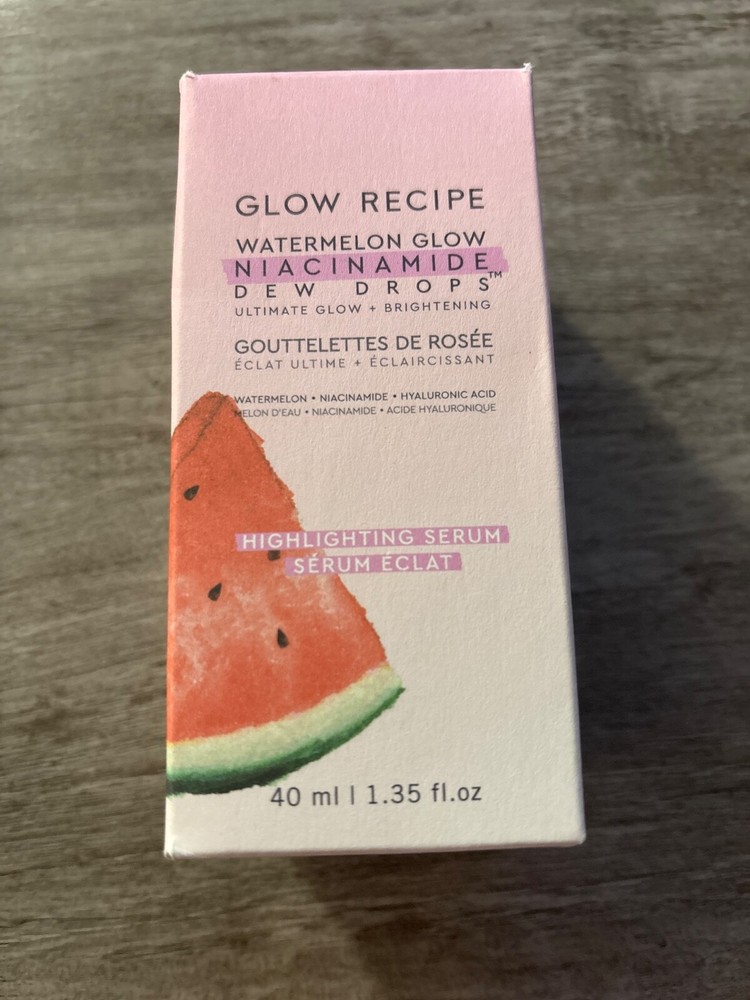 GLOW RECIPE
WATERMELON GLOW
NIACINAMIDE
DEW DROPS™
ULTIMATE GLOW + BRIGHTENING
GOUTTELETTES DE ROSÉE
ÉCLAT ULTIME + ÉCLAIRCISSANT
WATERMELON • NIACINAMIDE • HYALURONIC ACID
MELON D'EAU • NIACINAMIDE • ACIDE HYALURONIQUE
HIGHLIGHTING SERUM
SÉRUM ÉCLAT
40 ml | 1.35 fl.oz